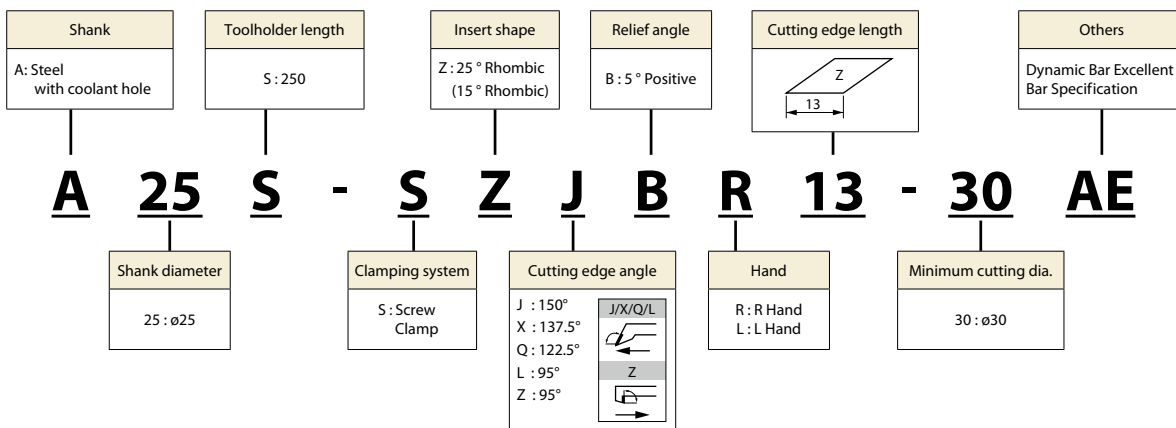 Shank
A: Steel
with coolant hole
Toolholder length
S : 250
Insert shape
Z : 25 ° Rhombic
(15 ° Rhombic)
Relief angle
B : 5 ° Positive
Cutting edge length
Z
13
Others
Dynamic Bar Excellent
Bar Specification
A 25 S - S Z J B R 13 - 30 AE
Shank diameter
25 : ø25
Clamping system
S : Screw
Clamp
Cutting edge angle
J : 150°
X : 137.5°
Q : 122.5°
L : 95°
Z : 95°
J/X/Q/L
Z
Hand
R : R Hand
L : L Hand
Minimum cutting dia.
30 : ø30